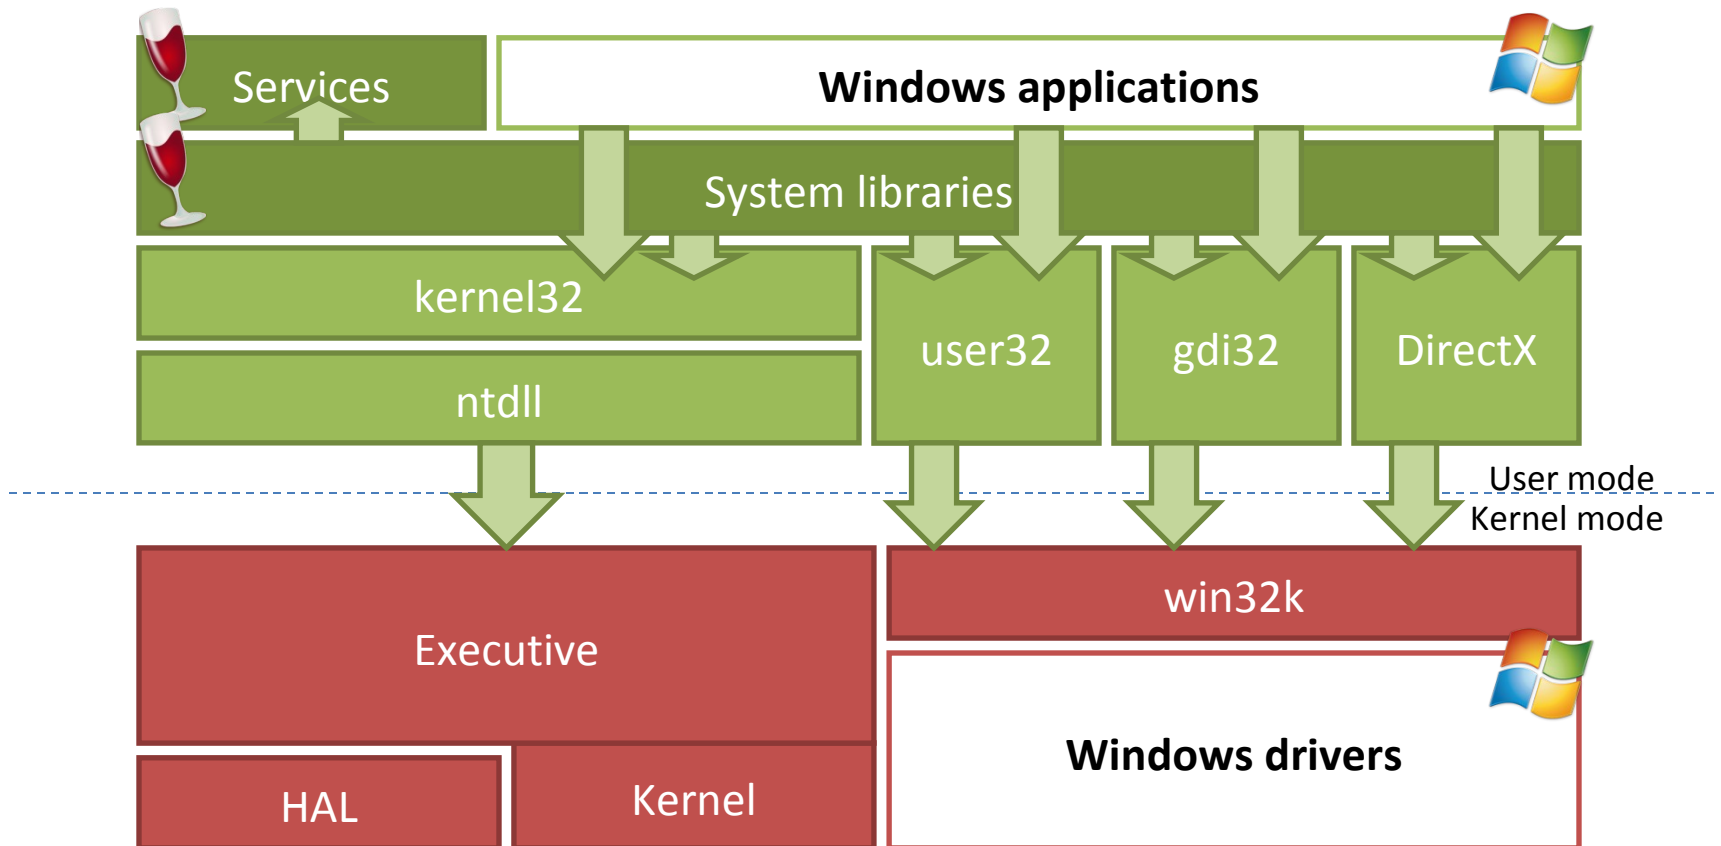 Services
Windows applications
System libraries
kernel32
user32
gdi32
DirectX
ntdll
User mode
Kernel mode
win32k
Executive
Windows drivers
HAL
Kernel